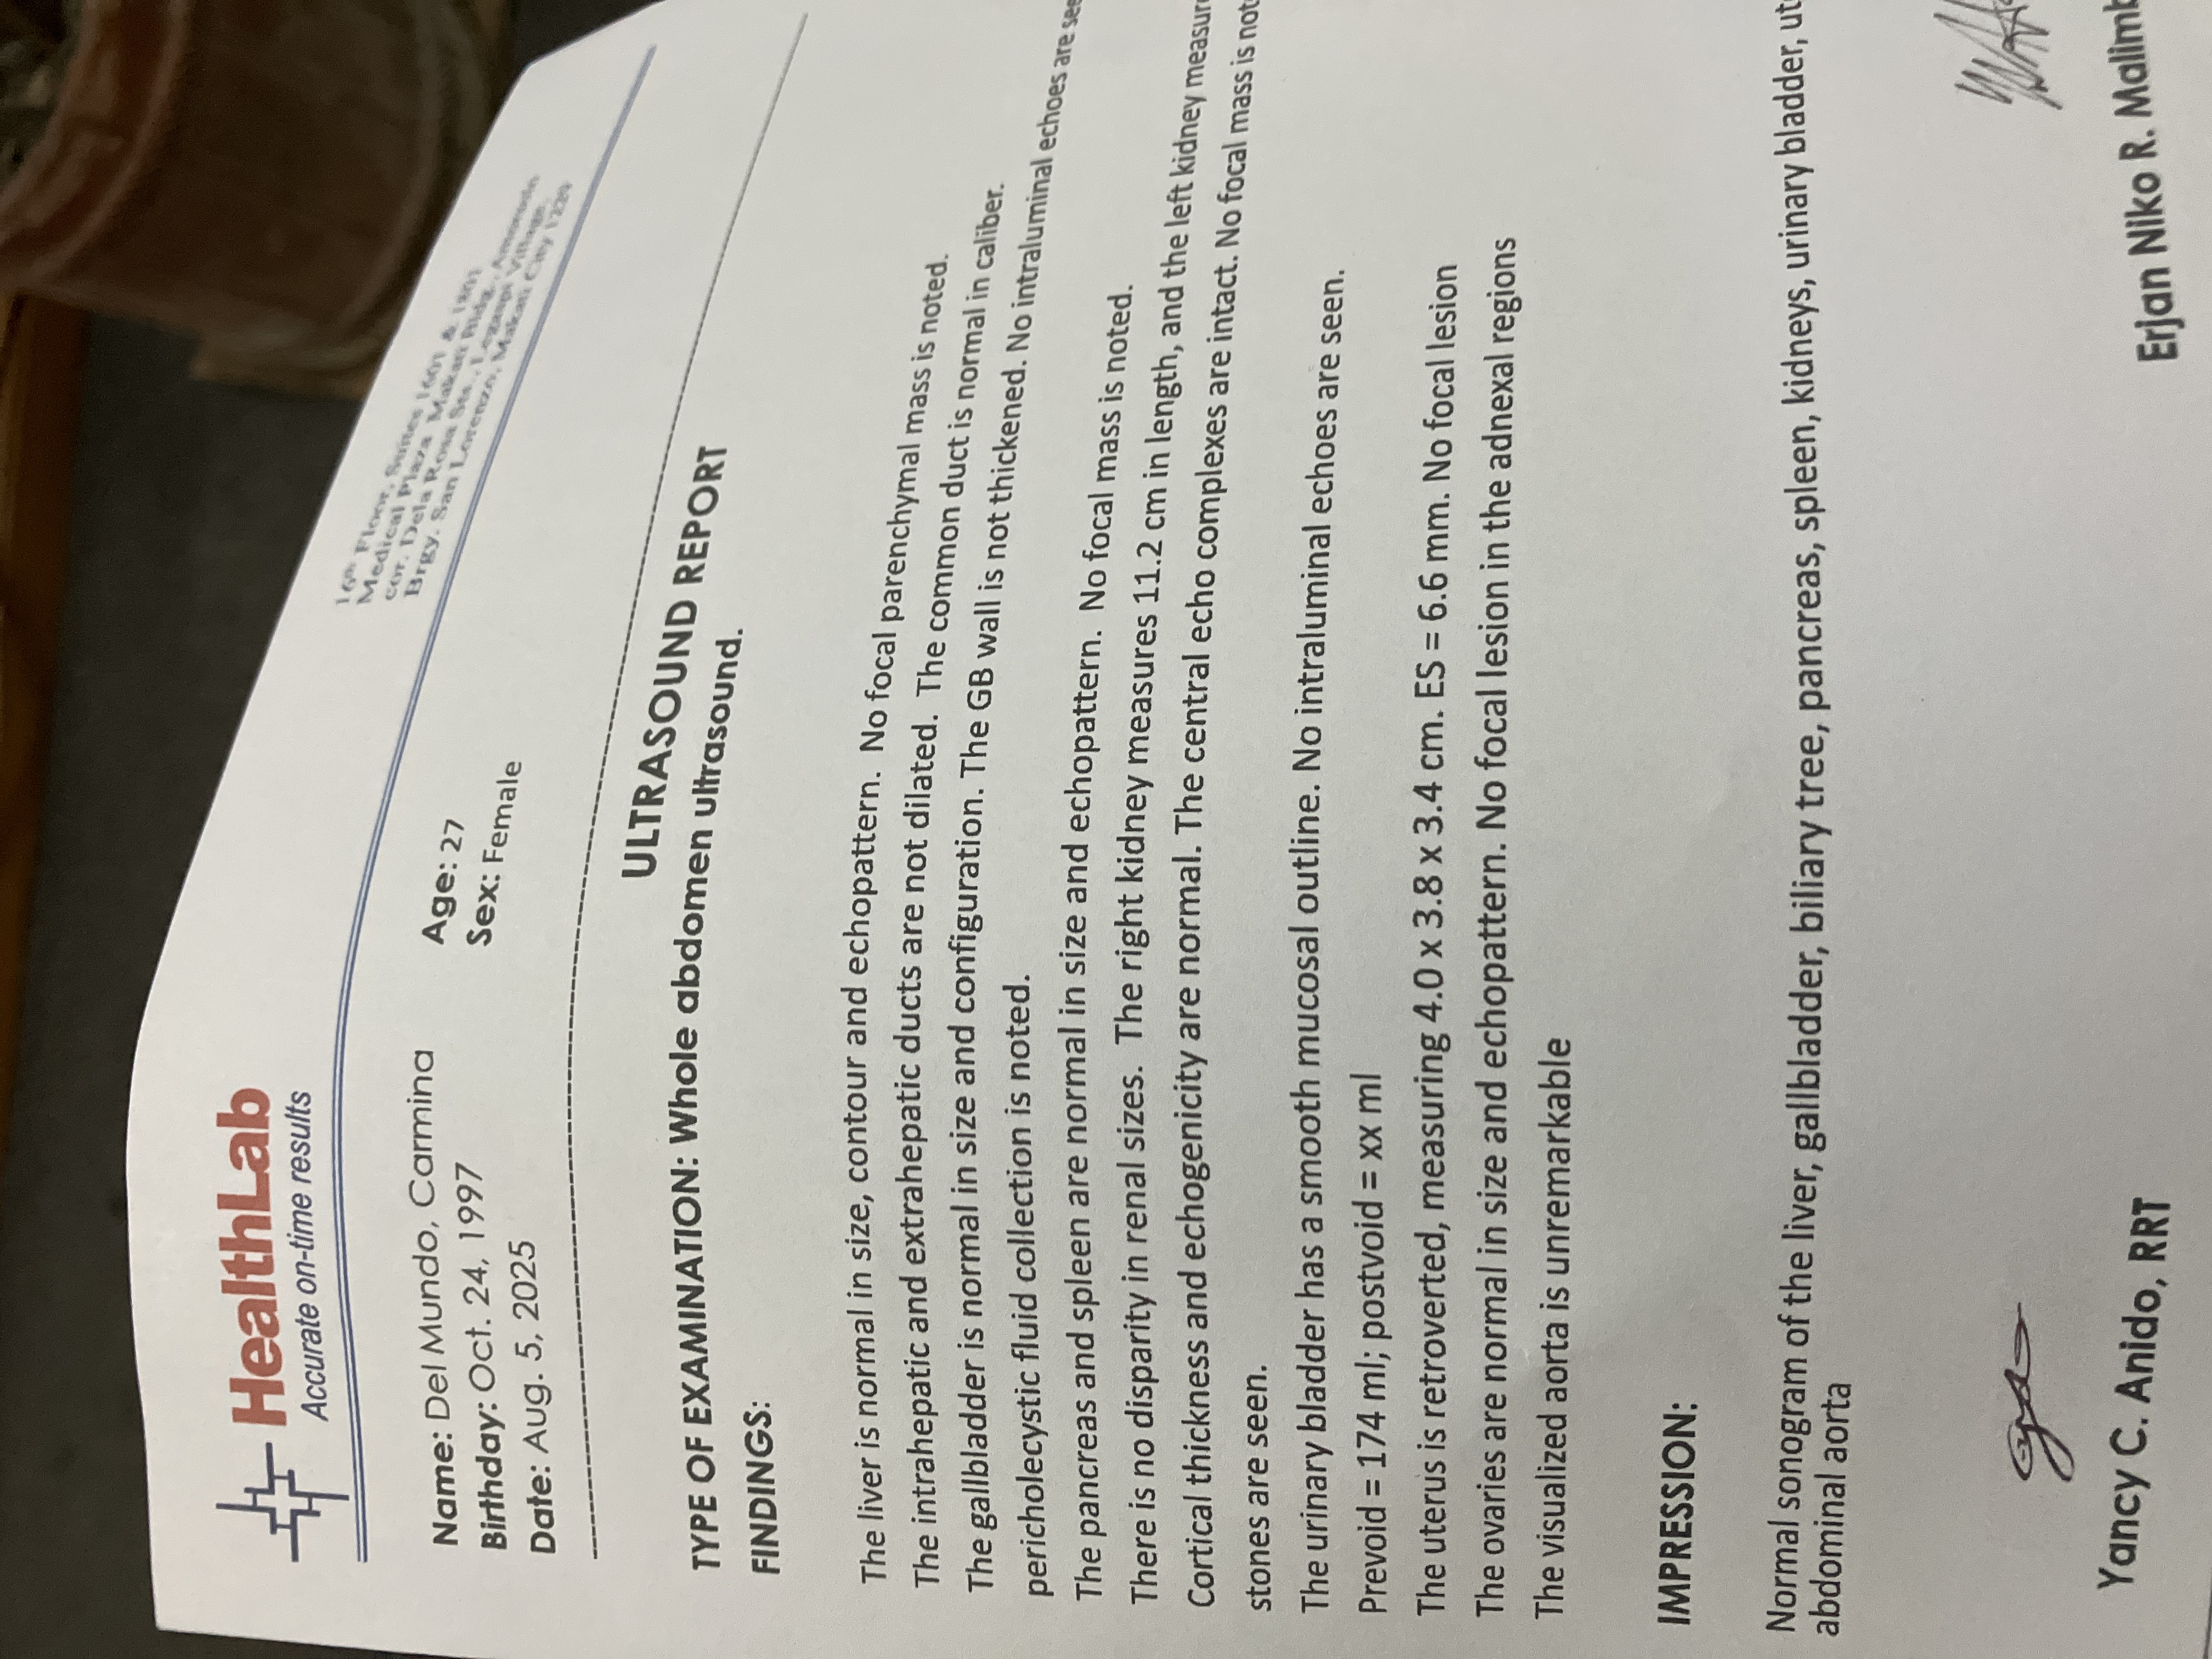 HealthLab
Accurate on-time results
16th Floor, Suites 1601 & 1801
Medical Plaza Makati Bldg., Amorsolo
cor. Dela Rosa Sts., Legaspi Village,
Brgy. San Lorenzo, Makati City 1229
Name: Del Mundo, Carmina
Age: 27
Birthday: Oct. 24, 1997
Sex: Female
Date: Aug. 5, 2025
ULTRASOUND REPORT
TYPE OF EXAMINATION: Whole abdomen ultrasound.
FINDINGS:
The liver is normal in size, contour and echopattern. No focal parenchymal mass is noted.
The intrahepatic and extrahepatic ducts are not dilated. The common duct is normal in caliber.
The gallbladder is normal in size and configuration. The GB wall is not thickened. No intraluminal echoes are
pericholecystic fluid collection is noted.
The pancreas and spleen are normal in size and echopattern. No focal mass is noted.
There is no disparity in renal sizes. The right kidney measures 11.2 cm in length, and the left kidney
Cortical thickness and echogenicity are normal. The central echo complexes are intact. No focal mass is
stones are seen.
The urinary bladder has a smooth mucosal outline. No intraluminal echoes are seen.
Prevoid = 174 ml; postvoid = xx ml
The uterus is retroverted, measuring 4.0 x 3.8 x 3.4 cm. ES = 6.6 mm. No focal lesion
The ovaries are normal in size and echopattern. No focal lesion in the adnexal regions
The visualized aorta is unremarkable
IMPRESSION:
Normal sonogram of the liver, gallbladder, biliary tree, pancreas, spleen, kidneys, urinary bladder,
abdominal aorta
Yancy C. Anido, RRT
Erjan Niko R.